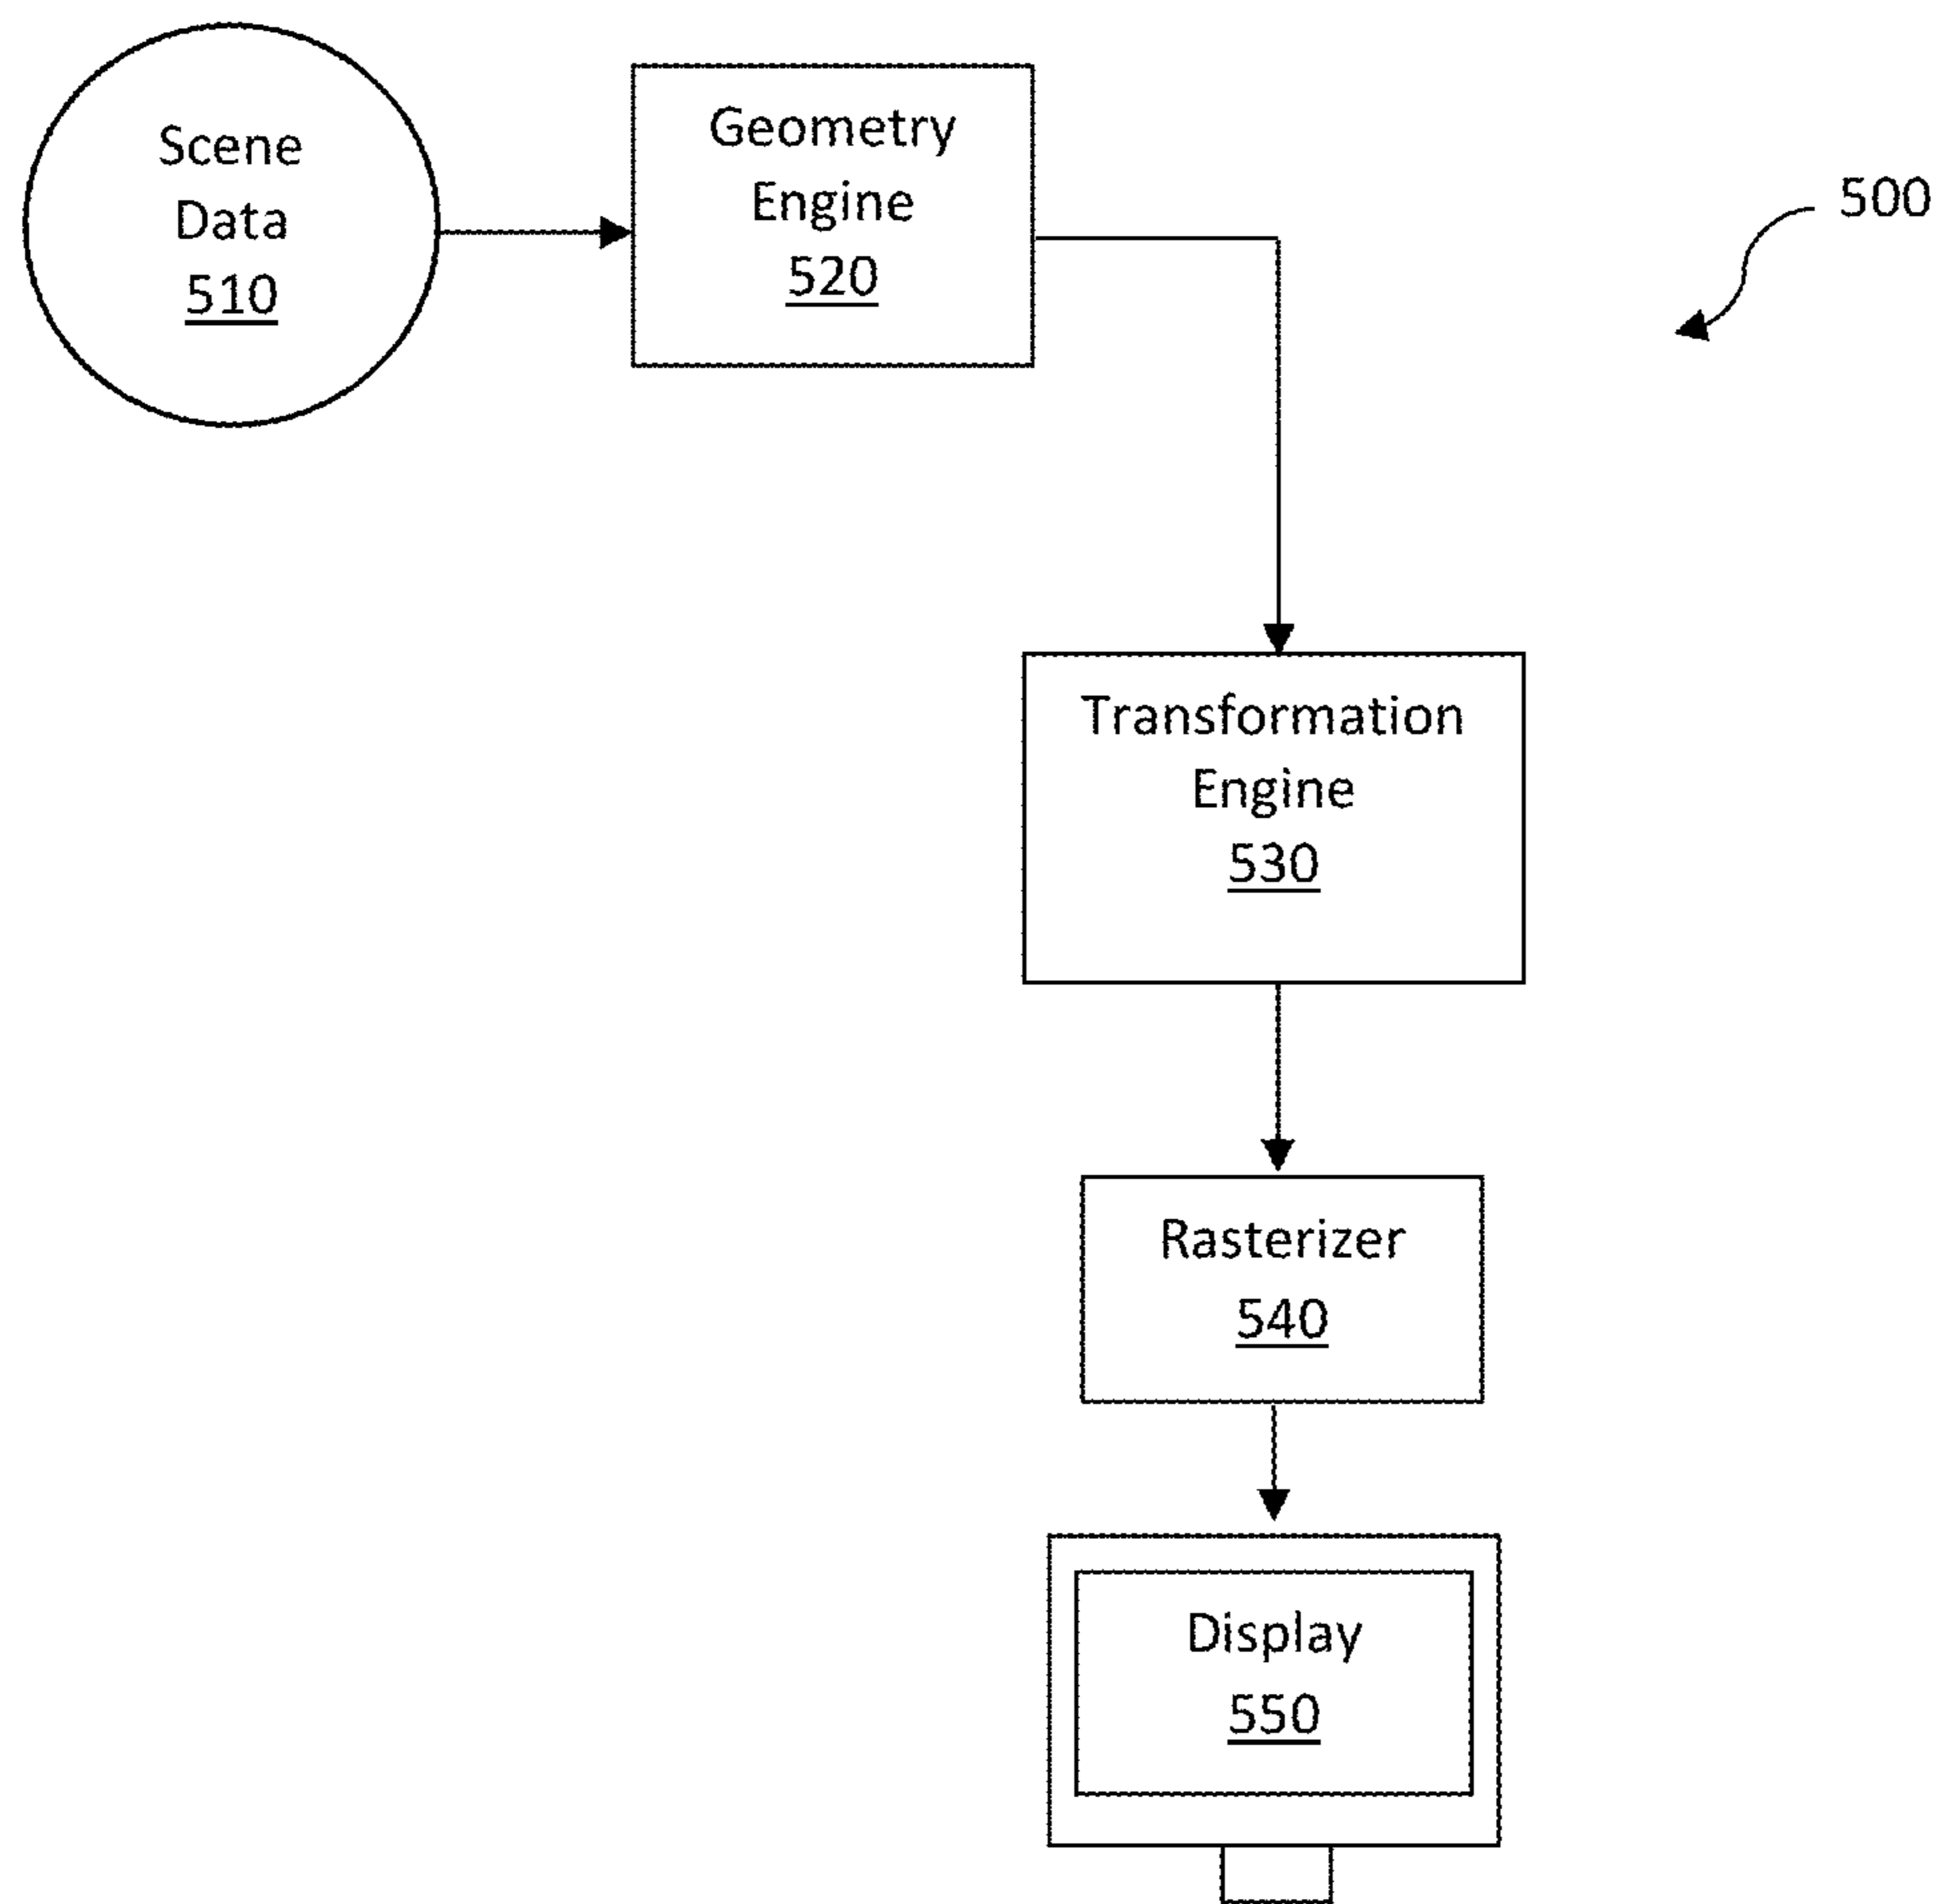 Scene
Data
510
Geometry
Engine
520
500
Transformation
Engine
530
Rasterizer
540
Display
550